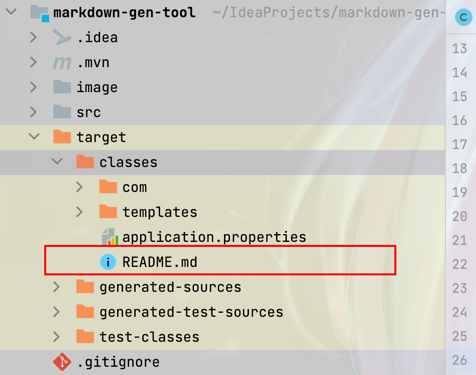 markdown-gen-tool ~/IdeaProjects/markdown-gen-
.idea
.mvn
image
src
target
classes
com
templates
application.properties
README.md
generated-sources
generated-test-sources
test-classes
.gitignore
C
13
14
15
16
17
18
19
20
21
22
23
24
25
26